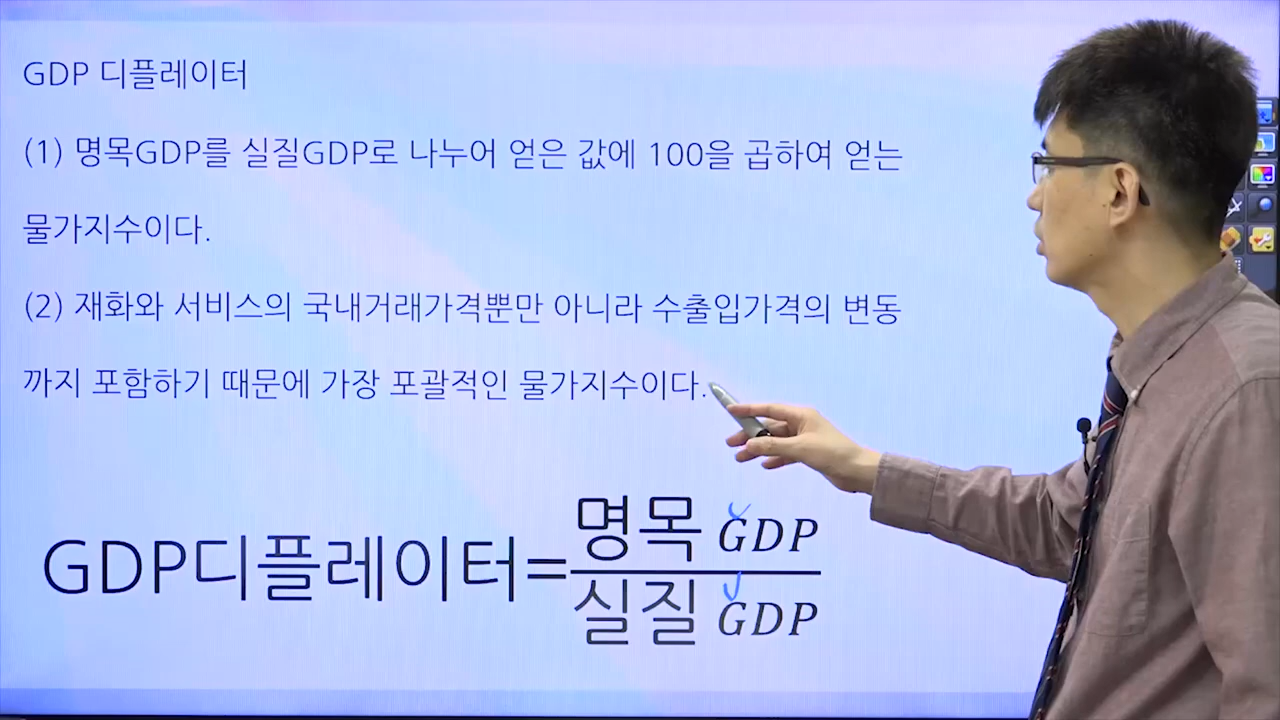 GDP 디플레이터
(1) 명목GDP를 실질GDP로 나누어 얻은 값에 100을 곱하여 얻는
물가지수이다.
(2) 재화와 서비스의 국내거래가격뿐만 아니라 수출입가격의 변동
까지 포함하기 때문에 가장 포괄적인 물가지수이다.
GDP디플레이터=명목 GDP
실질 GDP